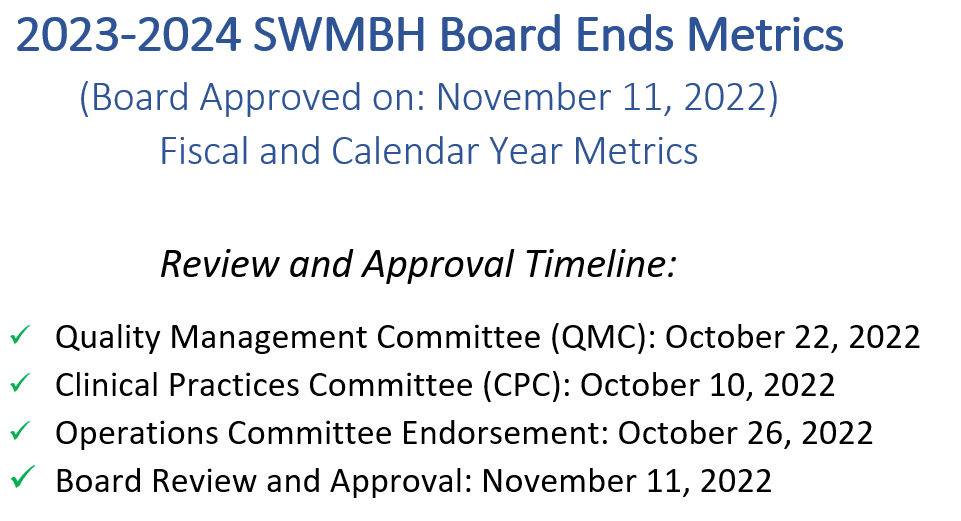 2023-2024 SWMBH Board Ends Metrics
(Board Approved on: November 11, 2022)
Fiscal and Calendar Year Metrics
Review and Approval Timeline:
✓ Quality Management Committee (QMC): October 22, 2022
✓ Clinical Practices Committee (CPC): October 10, 2022
✓ Operations Committee Endorsement: October 26, 2022
✓ Board Review and Approval: November 11, 2022